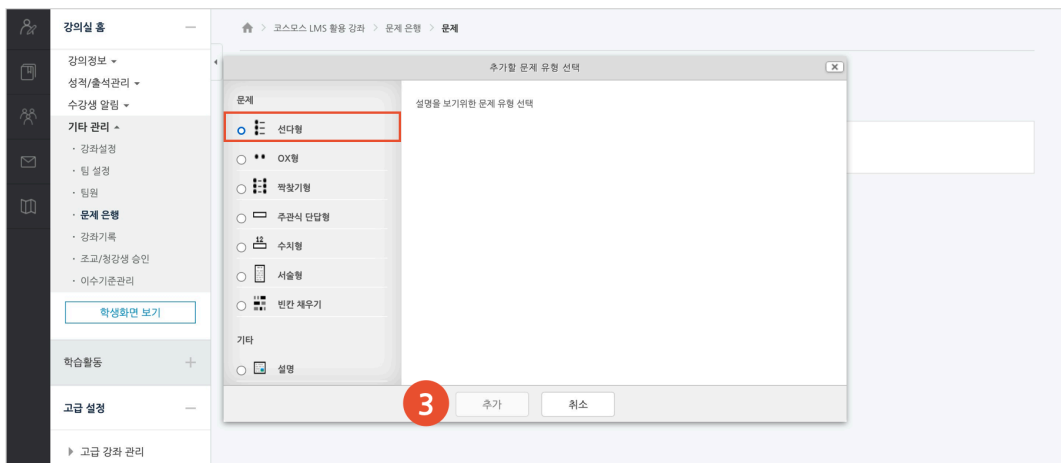 강의실 홈
강의정보
성적/출석관리
수강생 알림
기타 관리
· 강좌설정
· 팀 설정
· 팀원
· 문제 은행
· 강좌기록
· 조교/청강생 승인
· 이수기준관리
학생화면 보기
학습활동
고급 설정
고급 강좌 관리
> 코스모스 LMS 활용 강좌 > 문제 은행 > 문제
추가할 문제 유형 선택
문제
선다형
OX형
짝찾기형
주관식 단답형
12 수치형
서술형
빈칸 채우기
기타
설명
설명을 보기위한 문제 유형 선택
3 추가 취소